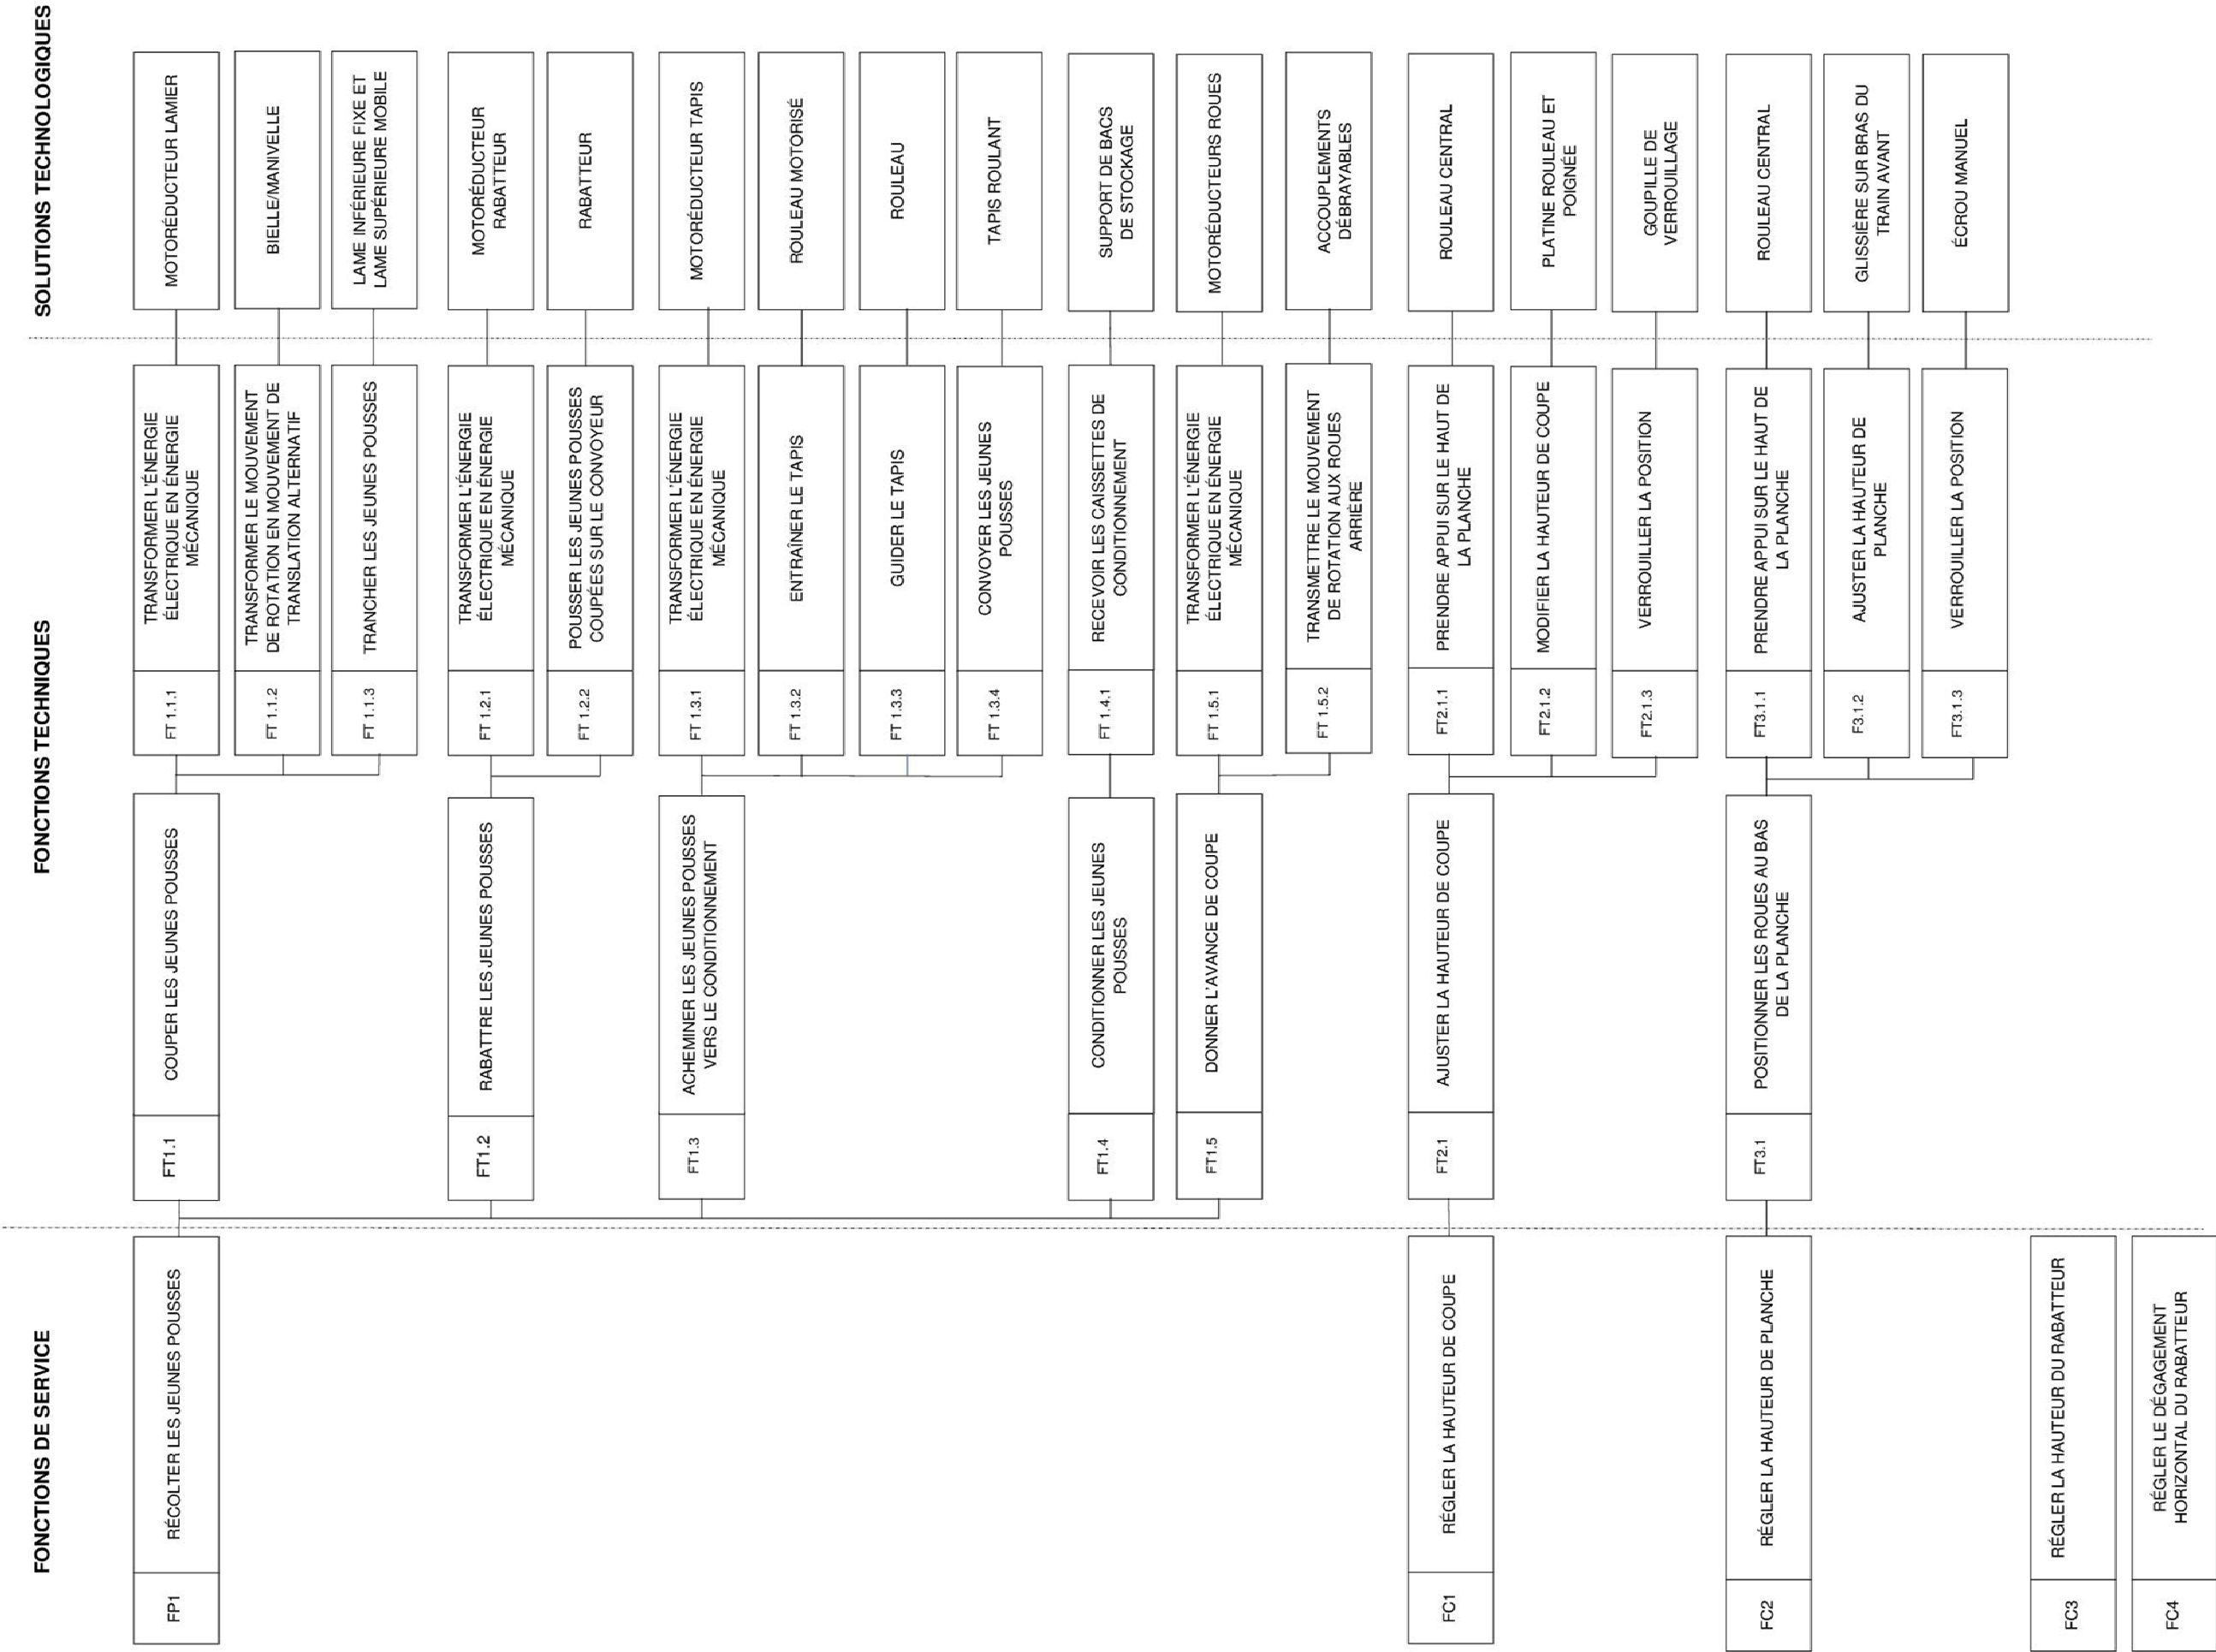 FONCTIONS DE SERVICE
FONCTIONS TECHNIQUES
SOLUTIONS TECHNOLOGIQUES
FP1
RÉCOLTER LES JEUNES POUSSES
FT1.1
COUPER LES JEUNES POUSSES
FT 1.1.1
TRANSFORMER L'ÉNERGIE
ÉLECTRIQUE EN ÉNERGIE
MÉCANIQUE
MOTORÉDUCTEUR LAMIER
FT 1.1.2
TRANSFORMER LE MOUVEMENT
DE ROTATION EN MOUVEMENT DE
TRANSLATION ALTERNATIF
BIELLE/MANIVELLE
FT 1.1.3
TRANCHER LES JEUNES POUSSES
LAME INFÉRIEURE FIXE ET
LAME SUPÉRIEURE MOBILE
FT1.2
RABATTRE LES JEUNES POUSSES
FT 1.2.1
TRANSFORMER L'ÉNERGIE
ÉLECTRIQUE EN ÉNERGIE
MÉCANIQUE
MOTORÉDUCTEUR
RABATTEUR
FT 1.2.2
POUSSER LES JEUNES POUSSES
COUPÉES SUR LE CONVOYEUR
RABATTEUR
FT1.3
ACHEMINER LES JEUNES POUSSES
VERS LE CONDITIONNEMENT
FT 1.3.1
TRANSFORMER L'ÉNERGIE
ÉLECTRIQUE EN ÉNERGIE
MÉCANIQUE
MOTORÉDUCTEUR TAPIS
FT 1.3.2
ENTRAÎNER LE TAPIS
ROULEAU MOTORISÉ
FT 1.3.3
GUIDER LE TAPIS
ROULEAU
FT 1.3.4
CONVOYER LES JEUNES
POUSSES
TAPIS ROULANT
FT1.4
CONDITIONNER LES JEUNES
POUSSES
FT 1.4.1
RECEVOIR LES CAISSETTES DE
CONDITIONNEMENT
SUPPORT DE BACS
DE STOCKAGE
FT1.5
DONNER L'AVANCE DE COUPE
FT 1.5.1
TRANSFORMER L'ÉNERGIE
ÉLECTRIQUE EN ÉNERGIE
MÉCANIQUE
MOTORÉDUCTEURS ROUES
FT 1.5.2
TRANSMETTRE LE MOUVEMENT
DE ROTATION AUX ROUES
ARRIÈRE
ACCOUPLEMENTS
DÉBRAYABLES
FC1
RÉGLER LA HAUTEUR DE COUPE
FT2.1
AJUSTER LA HAUTEUR DE COUPE
FT2.1.1
PRENDRE APPUI SUR LE HAUT DE
LA PLANCHE
ROULEAU CENTRAL
FT2.1.2
MODIFIER LA HAUTEUR DE COUPE
PLATINE ROULEAU ET
POIGNÉE
FT2.1.3
VERROUILLER LA POSITION
GOUPILLE DE
VERROUILLAGE
FC2
RÉGLER LA HAUTEUR DE PLANCHE
FT3.1
POSITIONNER LES ROUES AU BAS
DE LA PLANCHE
FT3.1.1
PRENDRE APPUI SUR LE HAUT DE
LA PLANCHE
ROULEAU CENTRAL
F3.1.2
AJUSTER LA HAUTEUR DE
PLANCHE
GLISSIÈRE SUR BRAS DU
TRAIN AVANT
FT3.1.3
VERROUILLER LA POSITION
ÉCROU MANUEL
FC3
RÉGLER LA HAUTEUR DU RABATTEUR
FC4
RÉGLER LE DÉGAGEMENT
HORIZONTAL DU RABATTEUR